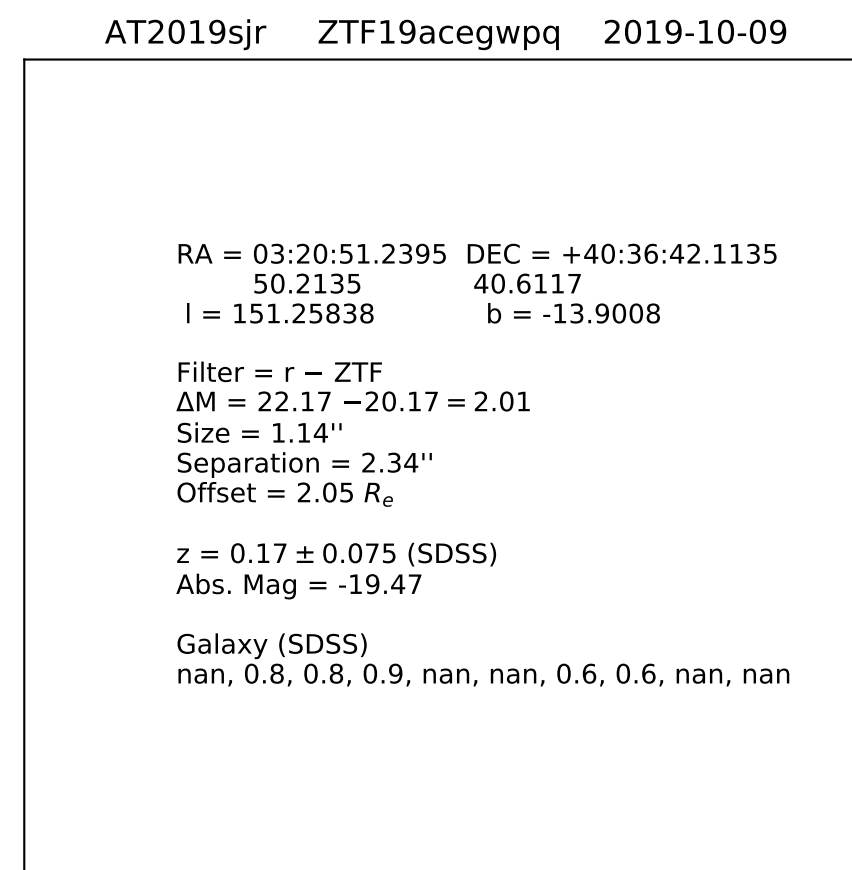 AT2019sjr ZTF19acegwpq 2019-10-09
RA = 03:20:51.2395 DEC = +40:36:42.1135
50.2135 40.6117
l = 151.25838 b = -13.9008
Filter = r − ZTF
ΔM = 22.17 −20.17 = 2.01
Size = 1.14''
Separation = 2.34''
Offset = 2.05 Rₑ
z = 0.17 ± 0.075 (SDSS)
Abs. Mag = -19.47
Galaxy (SDSS)
nan, 0.8, 0.8, 0.9, nan, nan, 0.6, 0.6, nan, nan